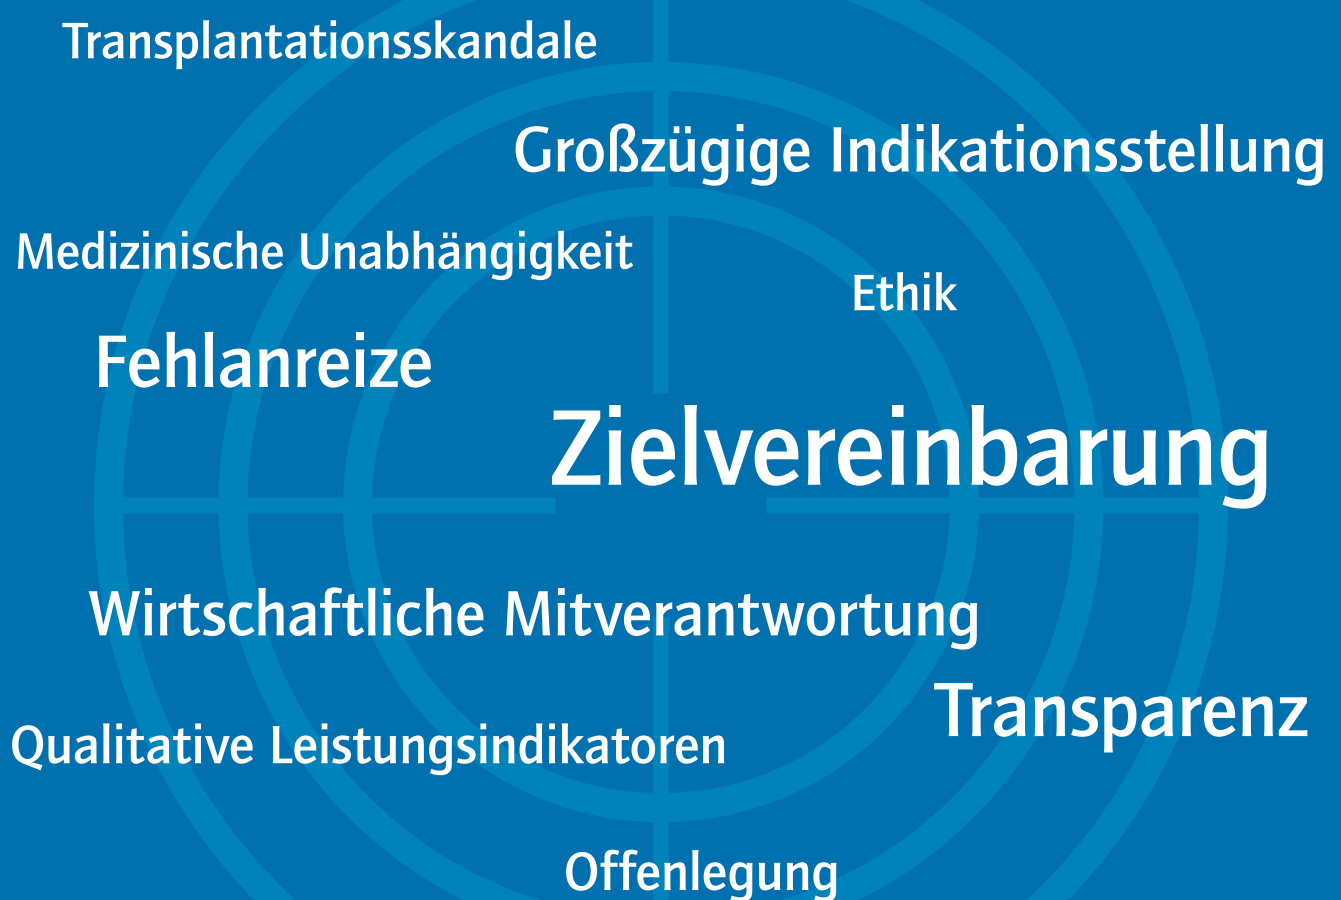 Transplantationsskandale
Großzügige Indikationsstellung
Medizinische Unabhängigkeit
Ethik
Fehlanreize
Zielvereinbarung
Wirtschaftliche Mitverantwortung
Transparenz
Qualitative Leistungsindikatoren
Offenlegung